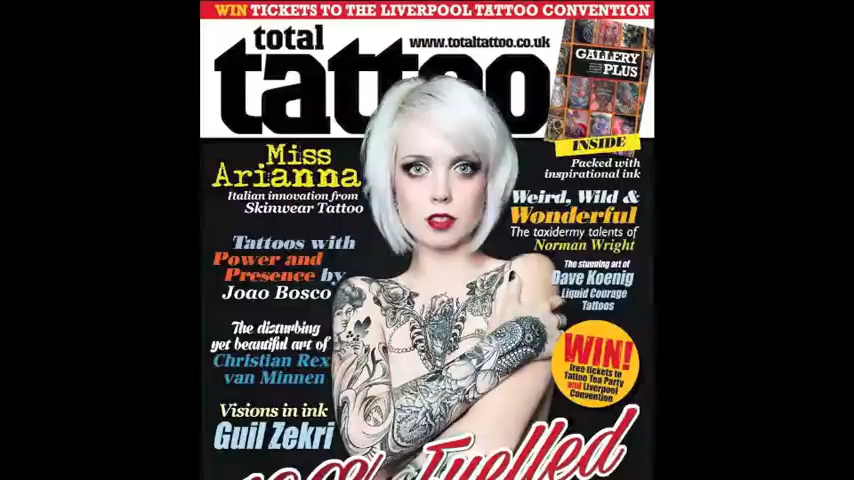 WIN TICKETS TO THE LIVERPOOL TATTOO CONVENTION
total
tattoo
www.totaltattoo.co.uk
GALLERY
PLUS
INSIDE
Packed with
inspirational ink
Miss
Arianna
Italian innovation from
Skinwear Tattoo
Tattoos with
Power and
Presence by
Joao Bosco
The disturbing
yet beautiful art of
Christian Rex
van Minnen
Visions in ink
Guil Zekri
Weird, Wild &
Wonderful
The taxidermy talents of
Norman Wright
The stunning art of
Dave Koenig
Liquid Courage
Tattoos
WIN!
free tickets to
Tattoo Tea Party
and Liverpool
Convention
Fuelled